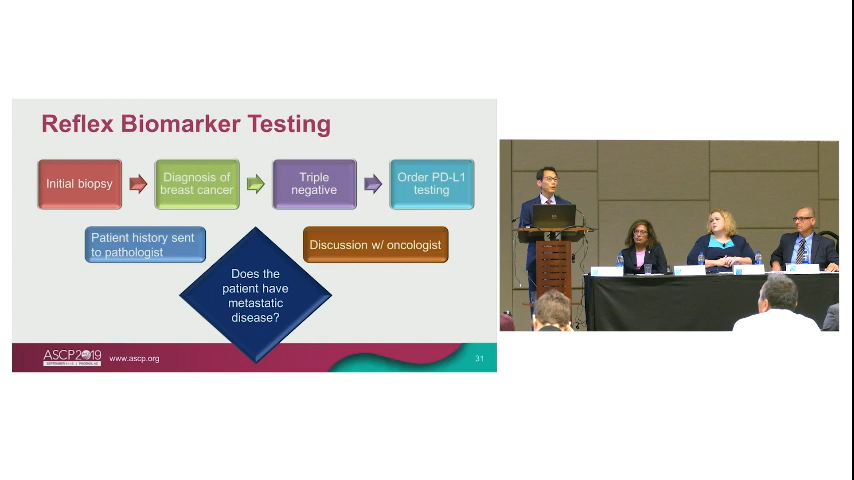 Reflex Biomarker Testing
Initial biopsy
Diagnosis of
breast cancer
Triple
negative
Order PD-L1
testing
Patient history sent
to pathologist
Discussion w/ oncologist
Does the
patient have
metastatic
disease?
ASCP2019
www.ascp.org
31